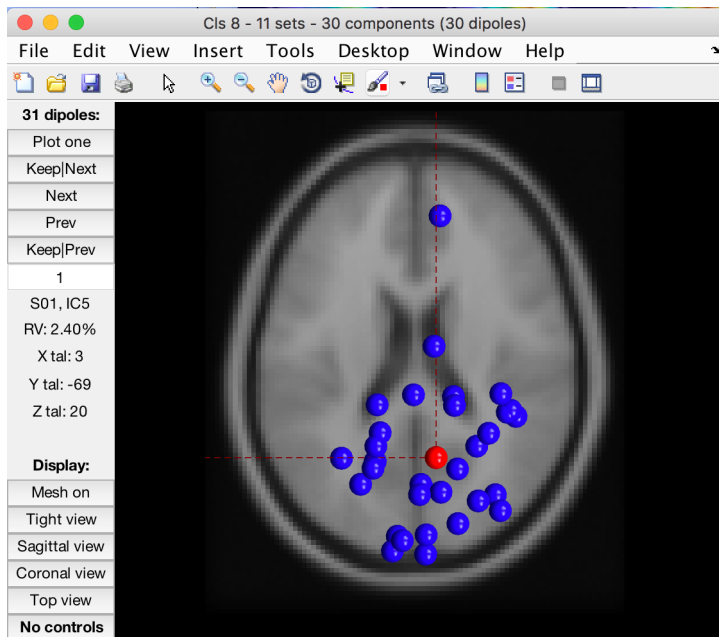 Cls 8 - 11 sets - 30 components (30 dipoles)
File Edit View Insert Tools Desktop Window Help
31 dipoles:
Plot one
Keep|Next
Next
Prev
Keep|Prev
1
S01, IC5
RV: 2.40%
X tal: 3
Y tal: -69
Z tal: 20
Display:
Mesh on
Tight view
Sagittal view
Coronal view
Top view
No controls